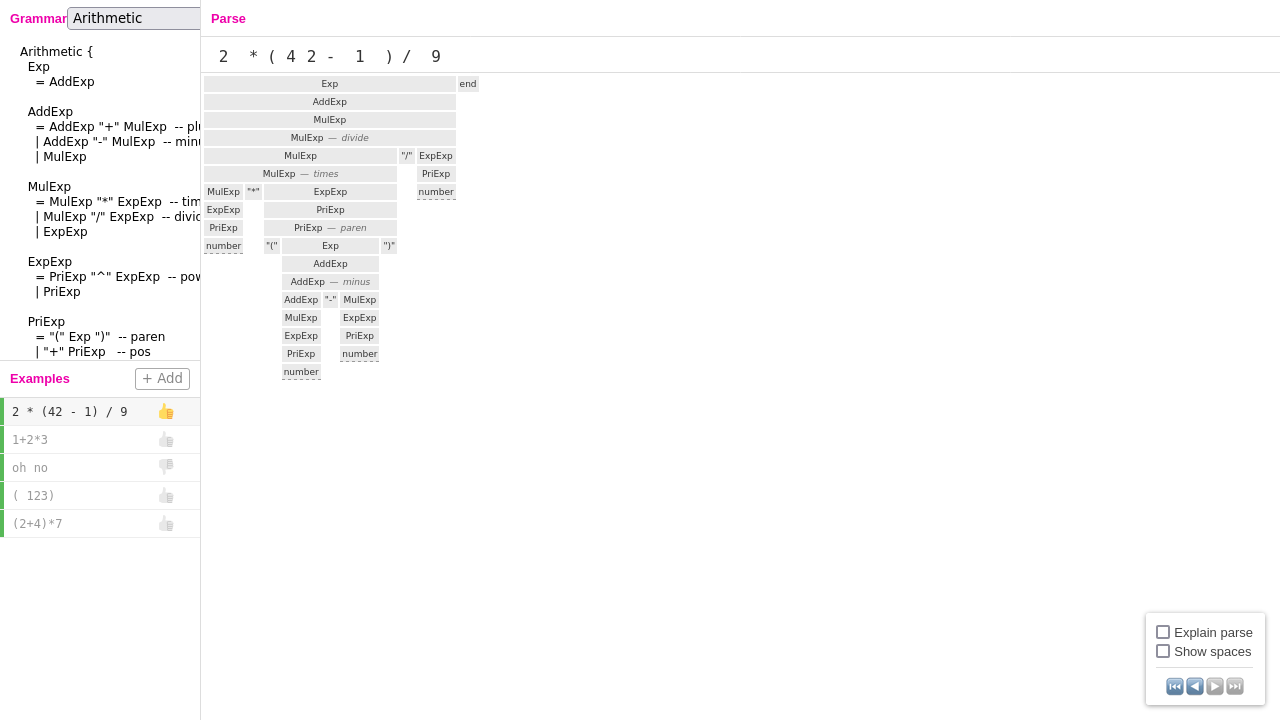 Grammar Arithmetic
Parse
Arithmetic {
Exp
= AddExp
AddExp
= AddExp "+" MulExp -- plu
| AddExp "-" MulExp -- minu
| MulExp
MulExp
= MulExp "*" ExpExp -- tim
| MulExp "/" ExpExp -- divid
| ExpExp
ExpExp
= PriExp "^" ExpExp -- pow
| PriExp
PriExp
= "(" Exp ")" -- paren
| "+" PriExp -- pos
Examples + Add
2 * (42 - 1) / 9
1+2*3
oh no
( 123)
(2+4)*7
2 * ( 4 2 - 1 ) / 9
Exp end
AddExp
MulExp
MulExp — divide
MulExp "/" ExpExp
MulExp — times PriExp
MulExp "*" ExpExp number
ExpExp PriExp
PriExp PriExp — paren
number "(" Exp ")"
AddExp
AddExp — minus
AddExp "-" MulExp
MulExp ExpExp
ExpExp PriExp
PriExp number
number
Explain parse
Show spaces